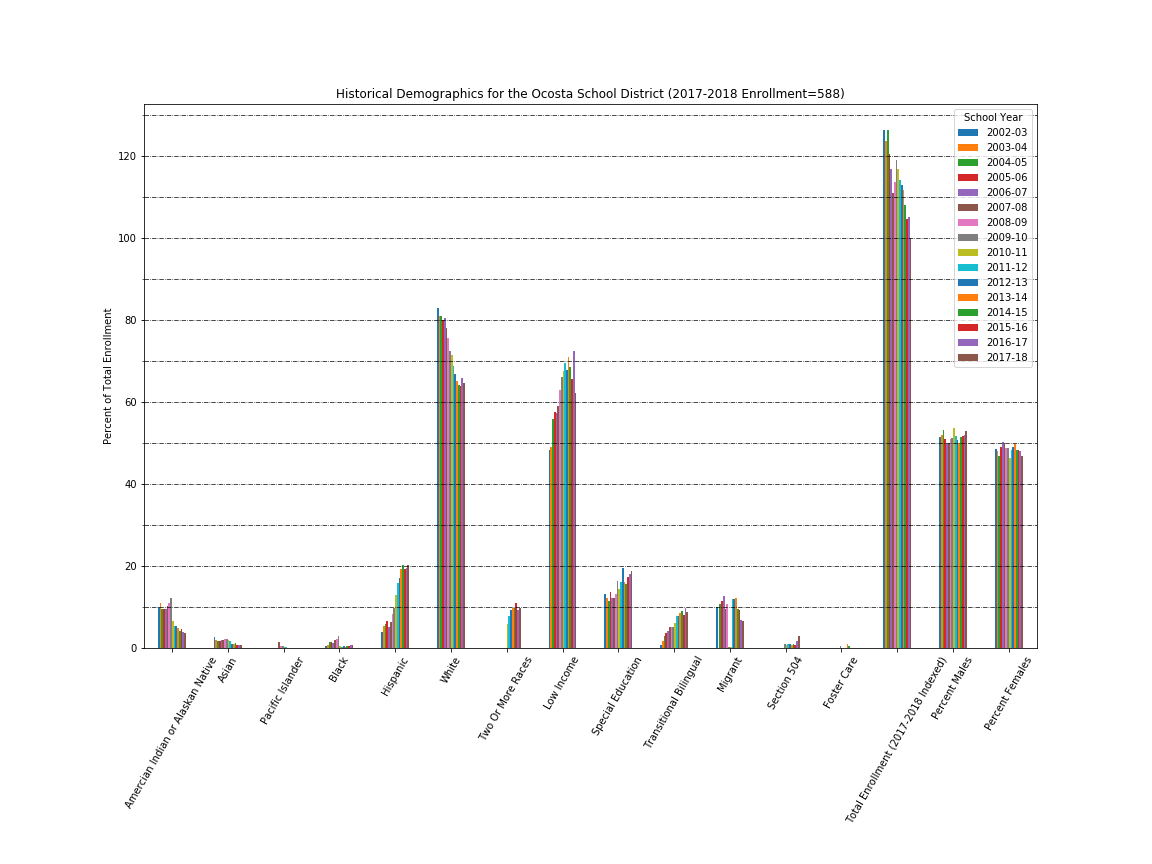 Historical Demographics for the Ocosta School District (2017-2018 Enrollment=588)
Percent of Total Enrollment
120
100
80
60
40
20
0
School Year
2002-03
2003-04
2004-05
2005-06
2006-07
2007-08
2008-09
2009-10
2010-11
2011-12
2012-13
2013-14
2014-15
2015-16
2016-17
2017-18
Amercian Indian or Alaskan Native
Asian
Pacific Islander
Black
Hispanic
White
Two Or More Races
Low Income
Special Education
Transitional Bilingual
Migrant
Section 504
Foster Care
Total Enrollment (2017-2018 Indexed)
Percent Males
Percent Females